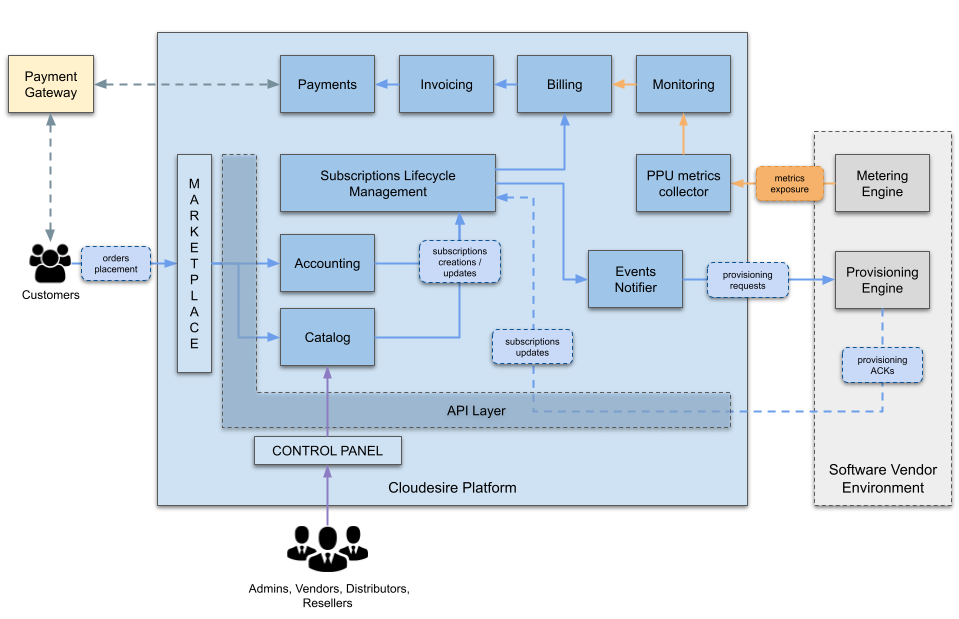 Payment
Gateway
Payments
Invoicing
Billing
Monitoring
MARKETPLACE
Subscriptions Lifecycle
Management
PPU metrics
collector
metrics
exposure
Metering
Engine
Customers
orders
placement
Accounting
subscriptions
creations /
updates
Events
Notifier
provisioning
requests
Provisioning
Engine
Catalog
subscriptions
updates
provisioning
ACKs
API Layer
CONTROL PANEL
Cloudesire Platform
Software Vendor
Environment
Admins, Vendors, Distributors,
Resellers